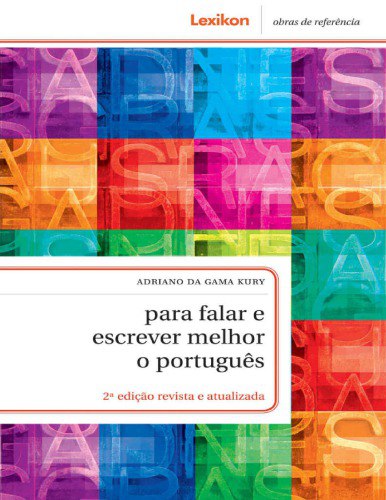 Lexikon obras de referência
ADRIANO DA GAMA KURY
para falar e
escrever melhor
o português
2ª edição revista e atualizada